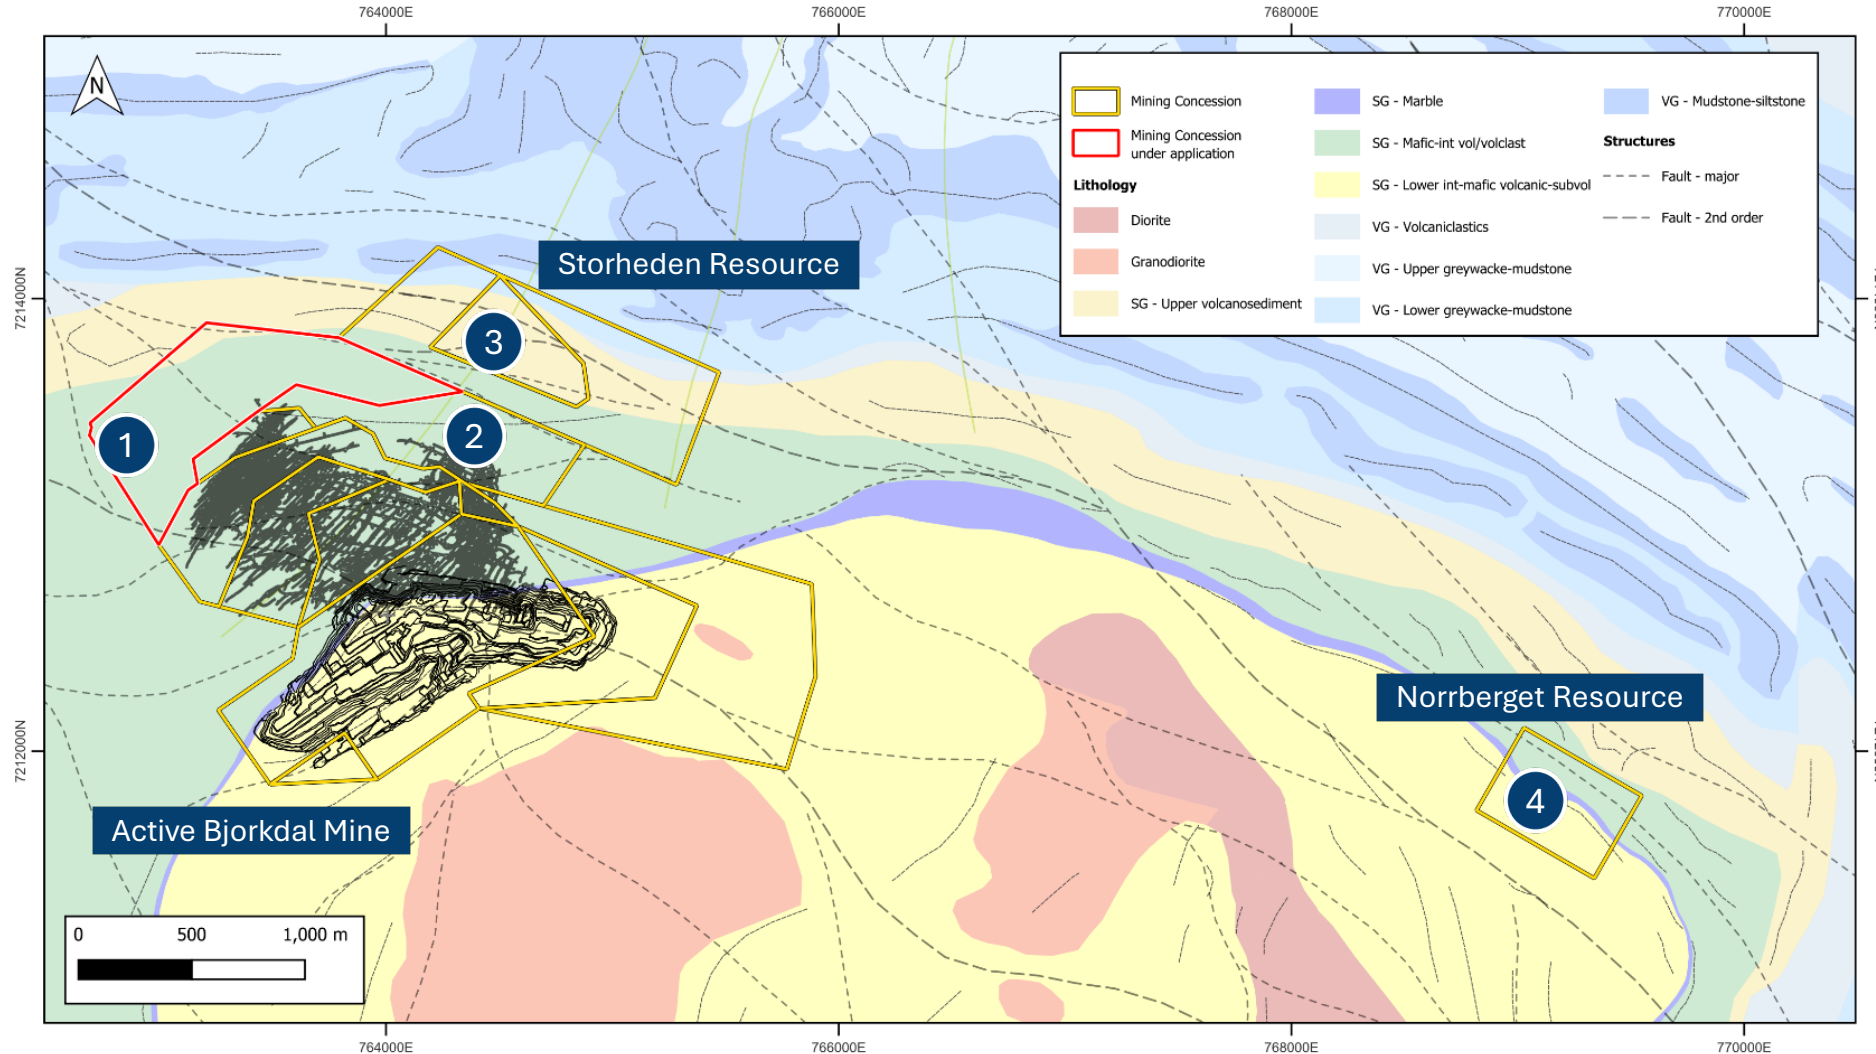 764000E
766000E
768000E
770000E
N
Mining Concession
Mining Concession
under application
Lithology
Diorite
Granodiorite
SG - Upper volcanosediment
SG - Marble
SG - Mafic-int vol/volclast
SG - Lower int-mafic volcanic-subvol
VG - Volcaniclastics
VG - Upper greywacke-mudstone
VG - Lower greywacke-mudstone
VG - Mudstone-siltstone
Structures
Fault - major
Fault - 2nd order
7214000N
Storheden Resource
3
1
2
Norrberget Resource
7212000N
4
Active Bjorkdal Mine
0
500
1,000 m
764000E
766000E
768000E
770000E